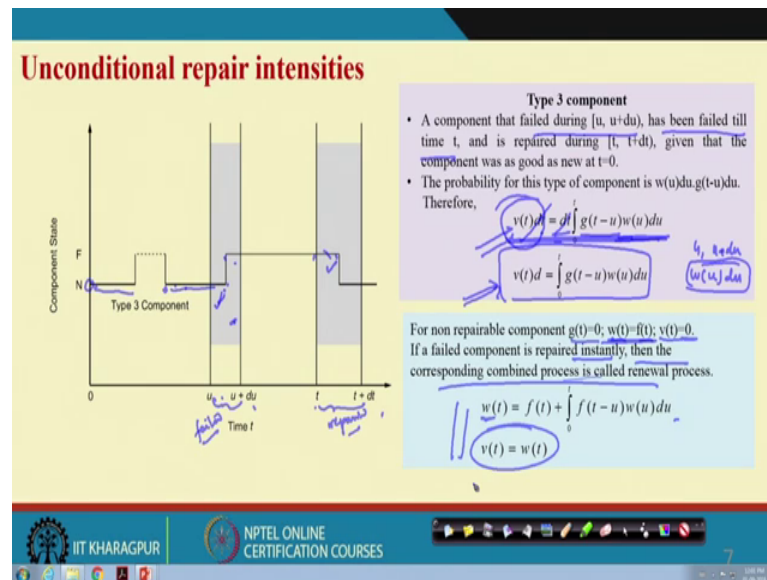 Unconditional repair intensities
Component State
F
N
Type 3 Component
0
u
u + du
t
t + dt
failed
repaired
Time t
Type 3 component
• A component that failed during [u, u+du), has been failed till
time t, and is repaired during [t, t+dt), given that the
component was as good as new at t=0.
• The probability for this type of component is w(u)du.g(t-u)du.
Therefore,
v(t)dt = dt∫₀ᵗ g(t−u)w(u)du
v(t)d = ∫₀ᵗ g(t−u)w(u)du
u, u+du
w(u)du
For non repairable component g(t)=0; w(t)=f(t); v(t)=0.
If a failed component is repaired instantly, then the
corresponding combined process is called renewal process.
w(t) = f(t) + ∫₀ᵗ f(t−u)w(u)du
v(t) = w(t)
IIT KHARAGPUR
NPTEL ONLINE
CERTIFICATION COURSES
7